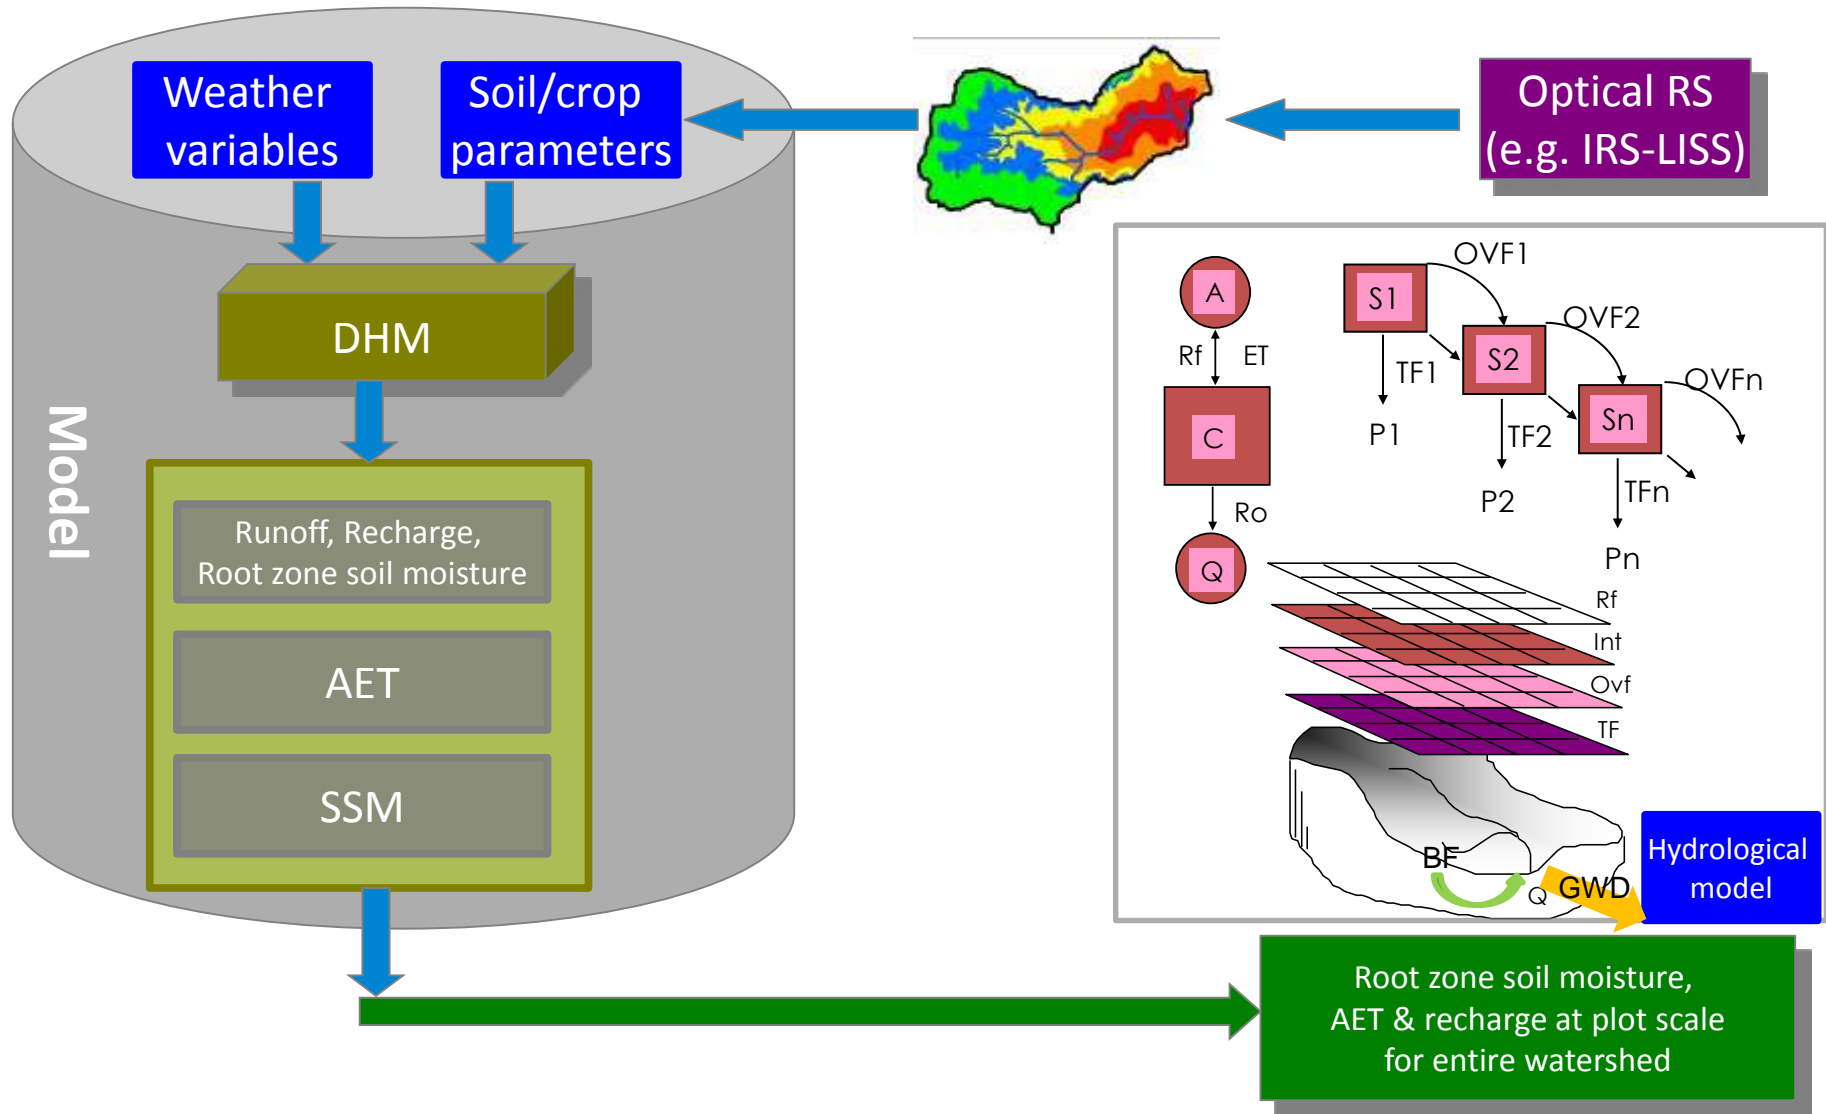 Weather
variables
Soil/crop
parameters
Optical RS
(e.g. IRS-LISS)
DHM
Model
Runoff, Recharge,
Root zone soil moisture
AET
SSM
A
Rf
ET
C
Ro
Q
S1
OVF1
S2
OVF2
TF1
Sn
OVFn
P1
TF2
P2
TFn
Pn
Rf
Int
Ovf
TF
BF
Q
GWD
Hydrological
model
Root zone soil moisture,
AET & recharge at plot scale
for entire watershed